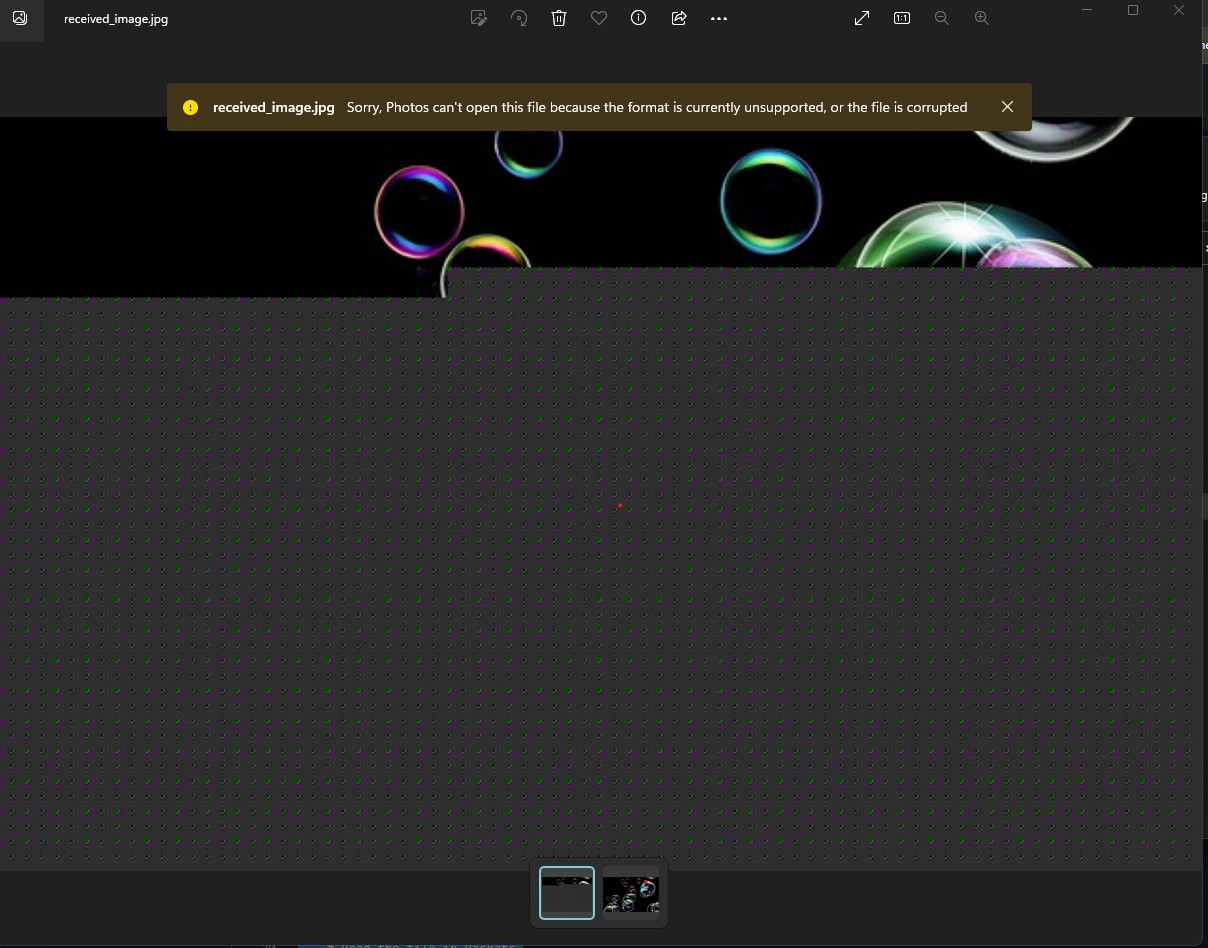 received_image.jpg
1:1
received_image.jpg Sorry, Photos can't open this file because the format is currently unsupported, or the file is corrupted